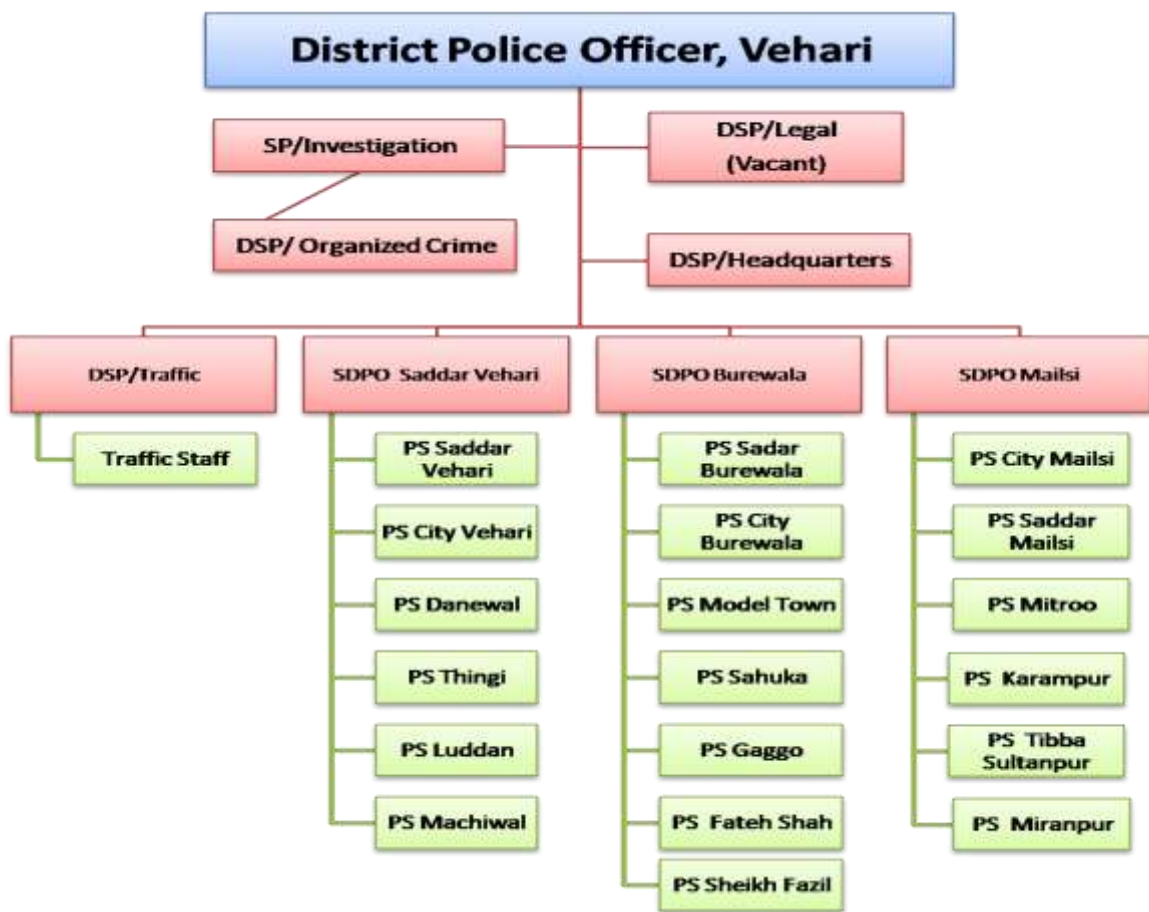 District Police Officer, Vehari
SP/Investigation
DSP/Legal
(Vacant)
DSP/ Organized Crime
DSP/Headquarters
DSP/Traffic
SDPO Saddar Vehari
SDPO Burewala
SDPO Mailsi
Traffic Staff
PS Saddar
Vehari
PS City Vehari
PS Danewal
PS Thingi
PS Luddan
PS Machiwal
PS Sadar
Burewala
PS City
Burewala
PS Model Town
PS Sahuka
PS Gaggo
PS Fateh Shah
PS Sheikh Fazil
PS City Mailsi
PS Saddar
Mailsi
PS Mitroo
PS Karampur
PS Tibba
Sultanpur
PS Miranpur